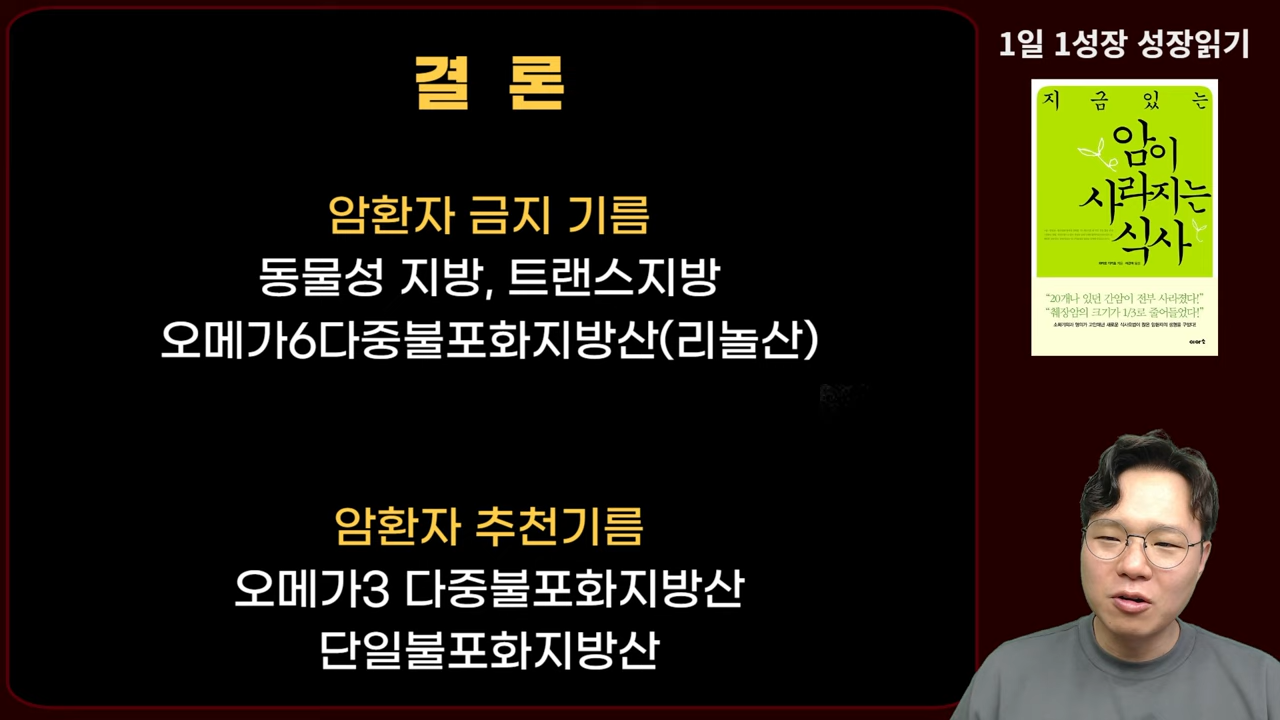 결 론
암환자 금지 기름
동물성 지방, 트랜스지방
오메가6다중불포화지방산(리놀산)
암환자 추천기름
오메가3 다중불포화지방산
단일불포화지방산
1일 1성장 성장읽기
지금있는
암이
사라지는
식사
“20개나 있던 간암이 전부 사라졌다!”
“췌장암의 크기가 1/3로 줄어들었다!”